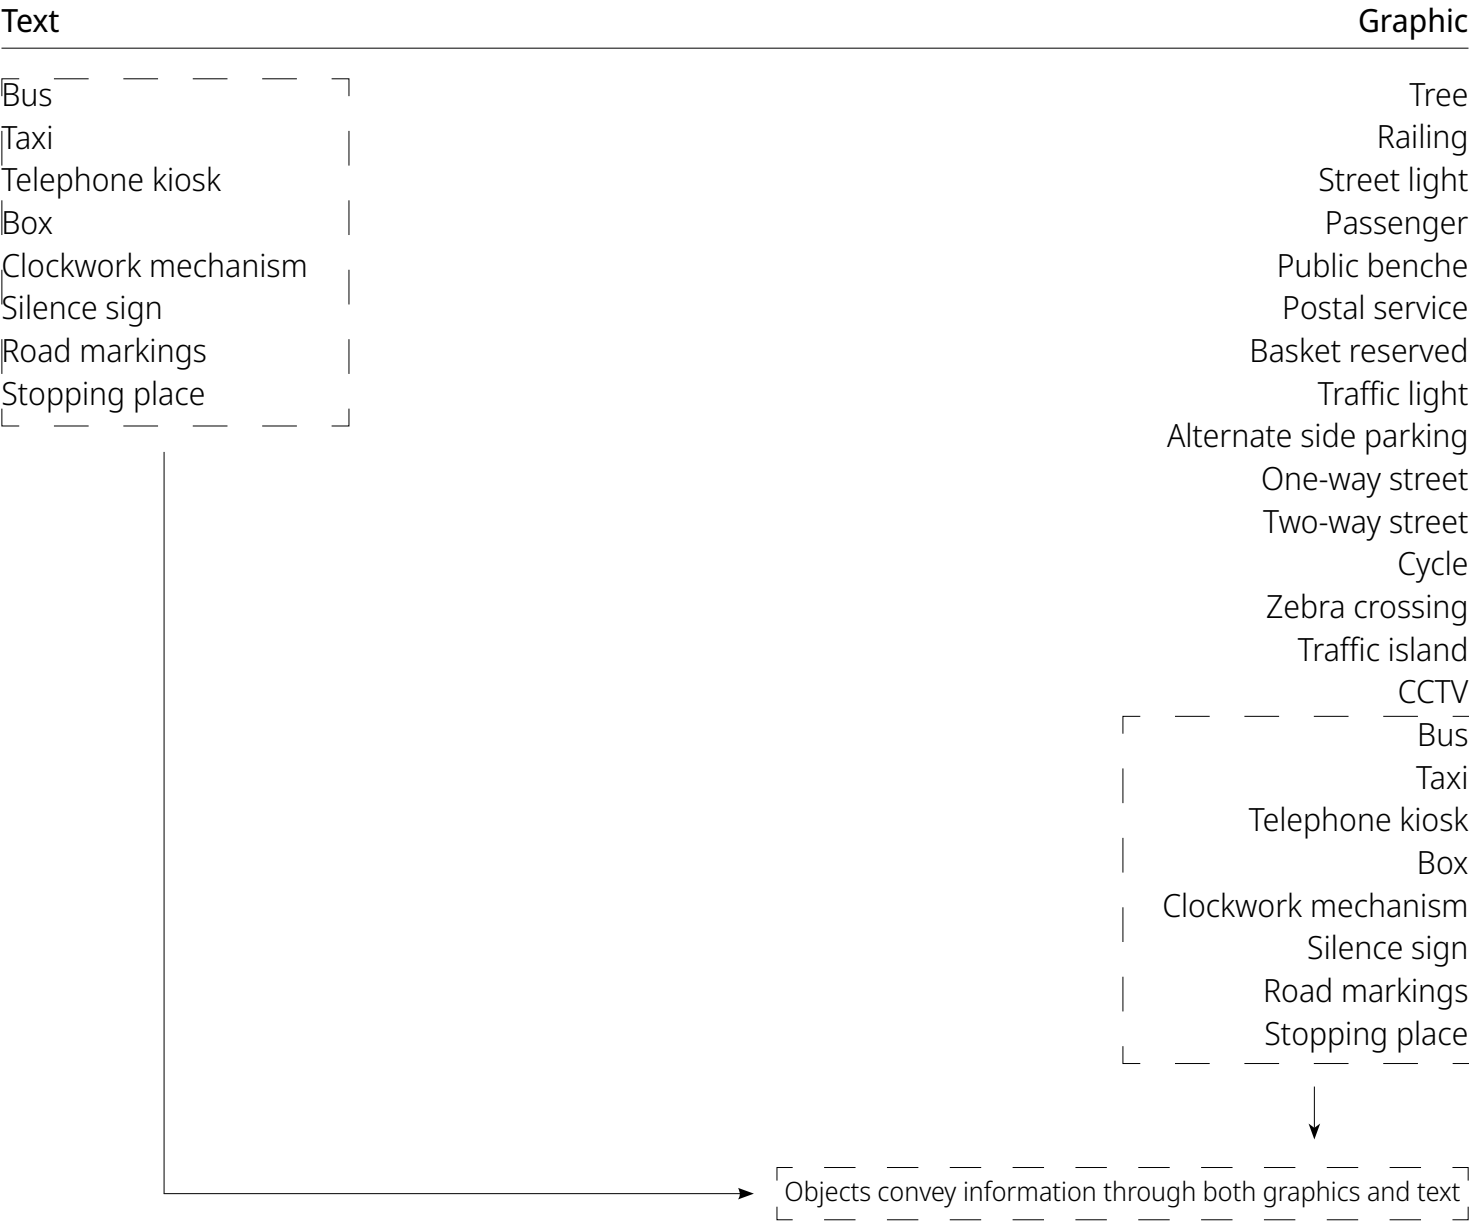 Text
Graphic
Bus
Taxi
Telephone kiosk
Box
Clockwork mechanism
Silence sign
Road markings
Stopping place
Tree
Railing
Street light
Passenger
Public benche
Postal service
Basket reserved
Traffic light
Alternate side parking
One-way street
Two-way street
Cycle
Zebra crossing
Traffic island
CCTV
Bus
Taxi
Telephone kiosk
Box
Clockwork mechanism
Silence sign
Road markings
Stopping place
Objects convey information through both graphics and text